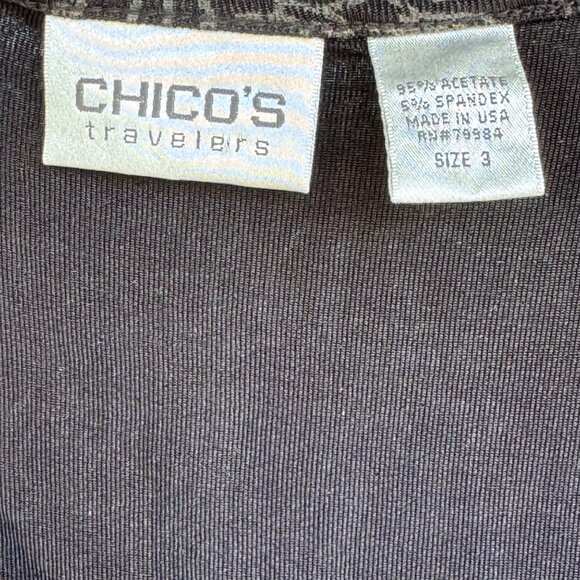 CHICO'S
travelers
95% ACETATE
5% SPANDEX
MADE IN USA
RN#79984
SIZE 3